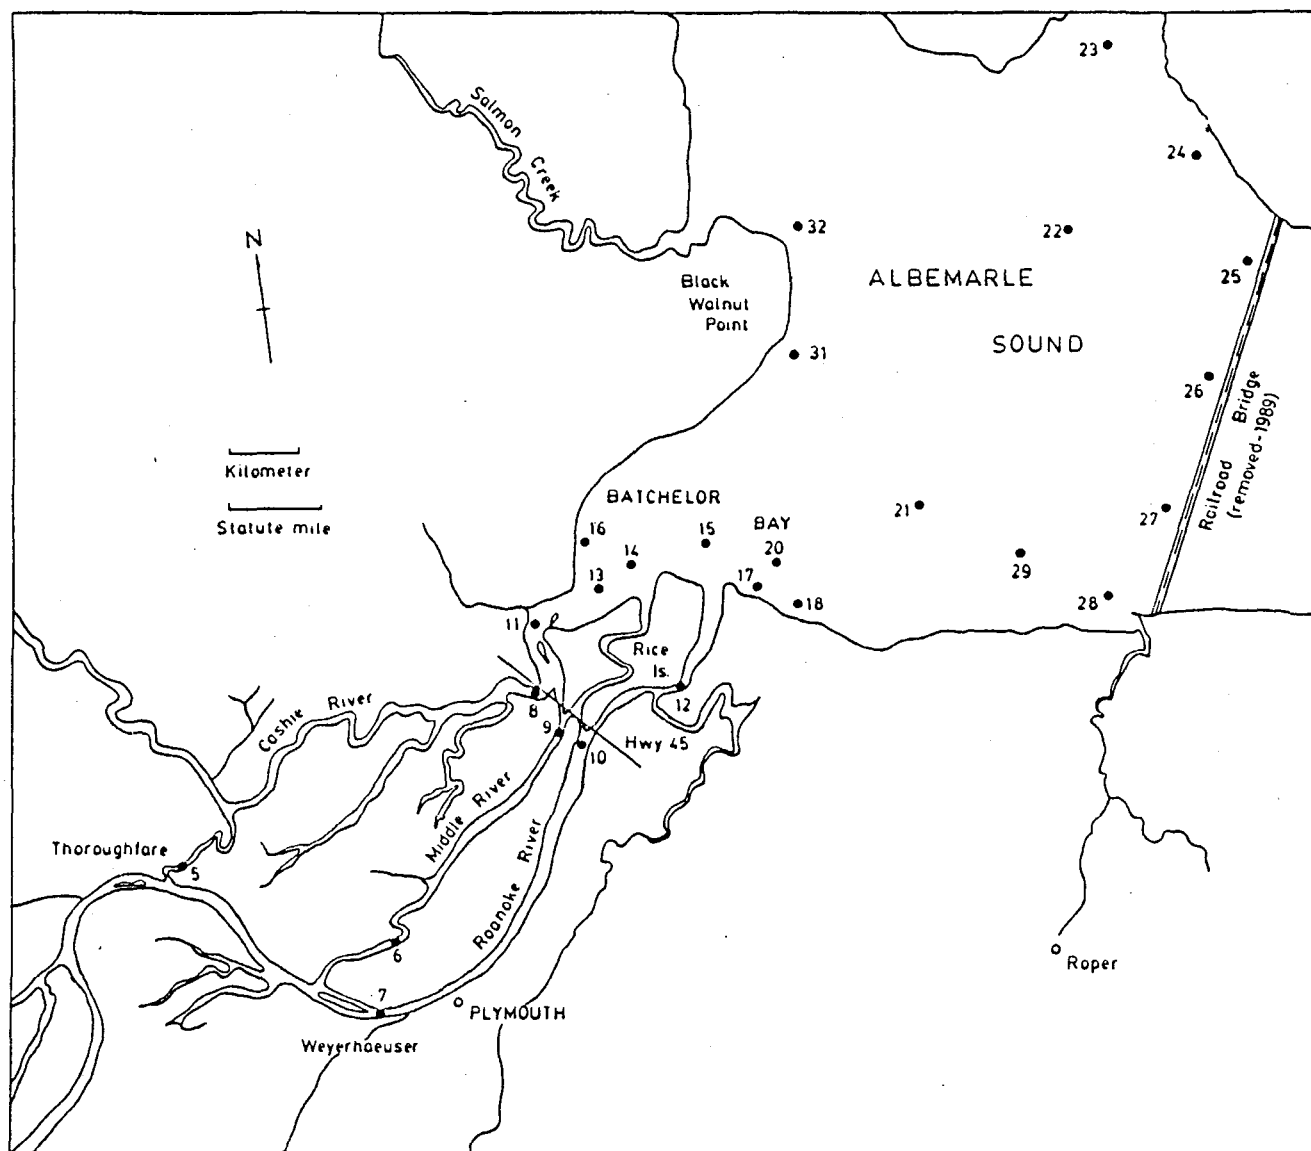 23
Salmon
Creek
24
N
32
22
25
Black
Walnut
Point
ALBEMARLE
SOUND
31
26
Railroad Bridge
(removed-1989)
Kilometer
Statute mile
BATCHELOR
BAY
16
14
15
20
21
27
29
13
17
18
28
11
Rice
Is.
Cashie River
8
12
9
10
Hwy 45
Middle River
Roanoke River
Thoroughfare
5
6
7
PLYMOUTH
Roper
Weyerhaeuser